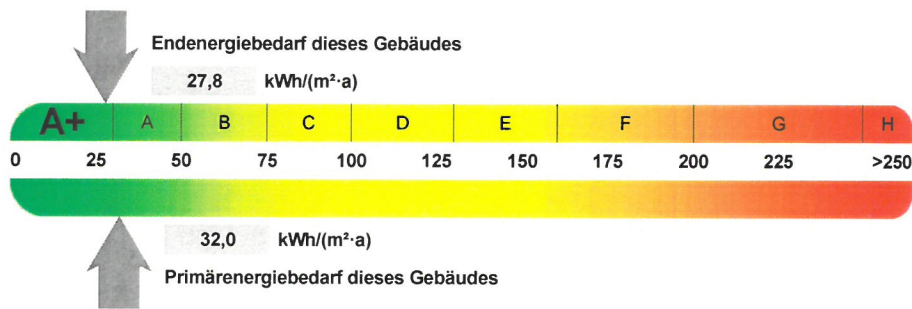 Endenergiebedarf dieses Gebäudes
27,8 kWh/(m²·a)
A+ A B C D E F G H
0 25 50 75 100 125 150 175 200 225 >250
32,0 kWh/(m²·a)
Primärenergiebedarf dieses Gebäudes